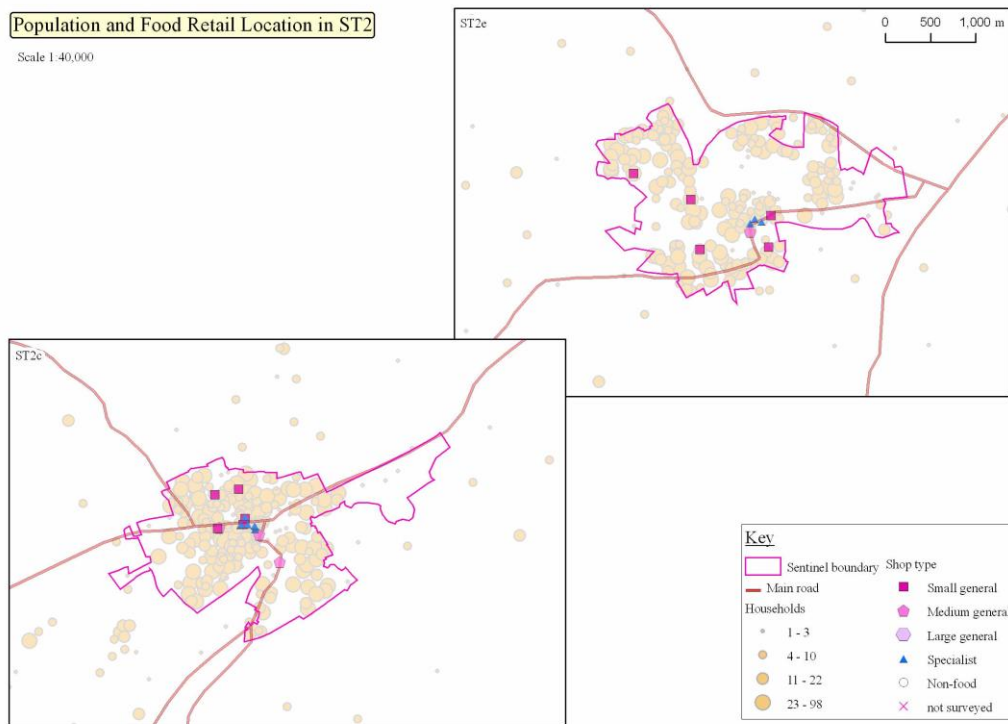 Population and Food Retail Location in ST2
Scale 1:40,000
ST2e
0 500 1,000 m
ST2c
Key
Sentinel boundary
Main road
Households
1 - 3
4 - 10
11 - 22
23 - 98
Shop type
Small general
Medium general
Large general
Specialist
Non-food
not surveyed